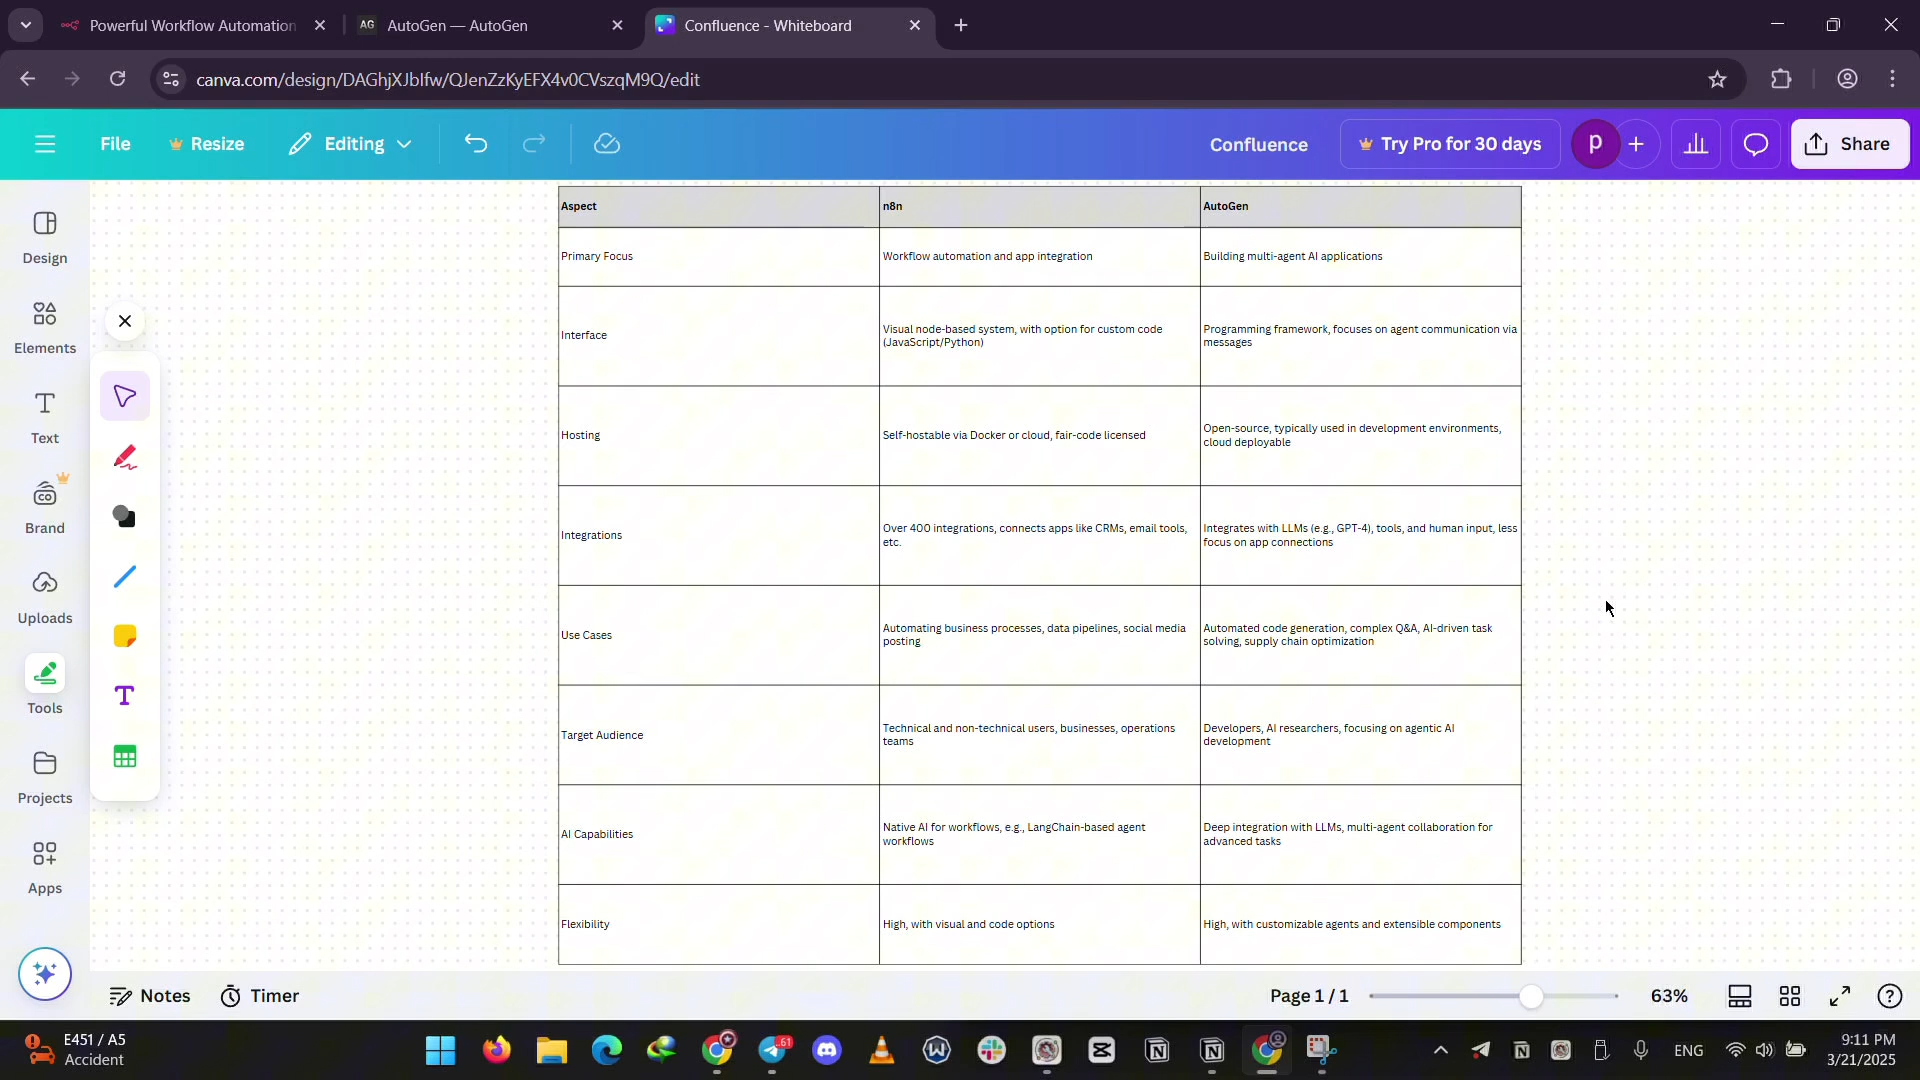 Powerful Workflow Automation
AG AutoGen — AutoGen
Confluence - Whiteboard
canva.com/design/DAGhjXJbIfw/QJenZzKyEFX4v0CVszqM9Q/edit
File
Resize
Editing
Confluence
Try Pro for 30 days
p
Share
Design
Elements
Text
CO
Brand
Uploads
Tools
Projects
Apps
Aspect
n8n
AutoGen
Primary Focus
Workflow automation and app integration
Building multi-agent AI applications
Interface
Visual node-based system, with option for custom code
(JavaScript/Python)
Programming framework, focuses on agent communication via
messages
Hosting
Self-hostable via Docker or cloud, fair-code licensed
Open-source, typically used in development environments,
cloud deployable
Integrations
Over 400 integrations, connects apps like CRMs, email tools,
etc.
Integrates with LLMs (e.g., GPT-4), tools, and human input, less
focus on app connections
Use Cases
Automating business processes, data pipelines, social media
posting
Automated code generation, complex Q&A, AI-driven task
solving, supply chain optimization
Target Audience
Technical and non-technical users, businesses, operations
teams
Developers, AI researchers, focusing on agentic AI
development
AI Capabilities
Native AI for workflows, e.g., LangChain-based agent
workflows
Deep integration with LLMs, multi-agent collaboration for
advanced tasks
Flexibility
High, with visual and code options
High, with customizable agents and extensible components
Notes
Timer
Page 1 / 1
63%
E451 / A5
Accident
61
ENG
9:11 PM
3/21/2025